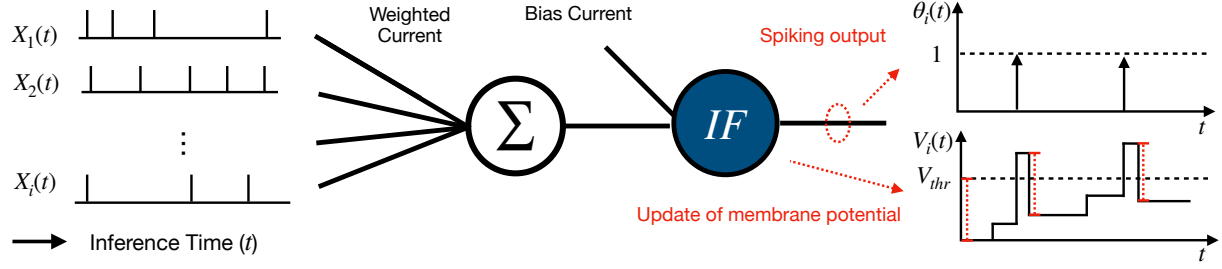 X₁(t)
X₂(t)
⋮
Xᵢ(t)
Inference Time (t)
Weighted
Current
Bias Current
Σ
IF
Spiking output
Update of membrane potential
θᵢ(t)
1
t
Vᵢ(t)
Vₜₕᵣ
t